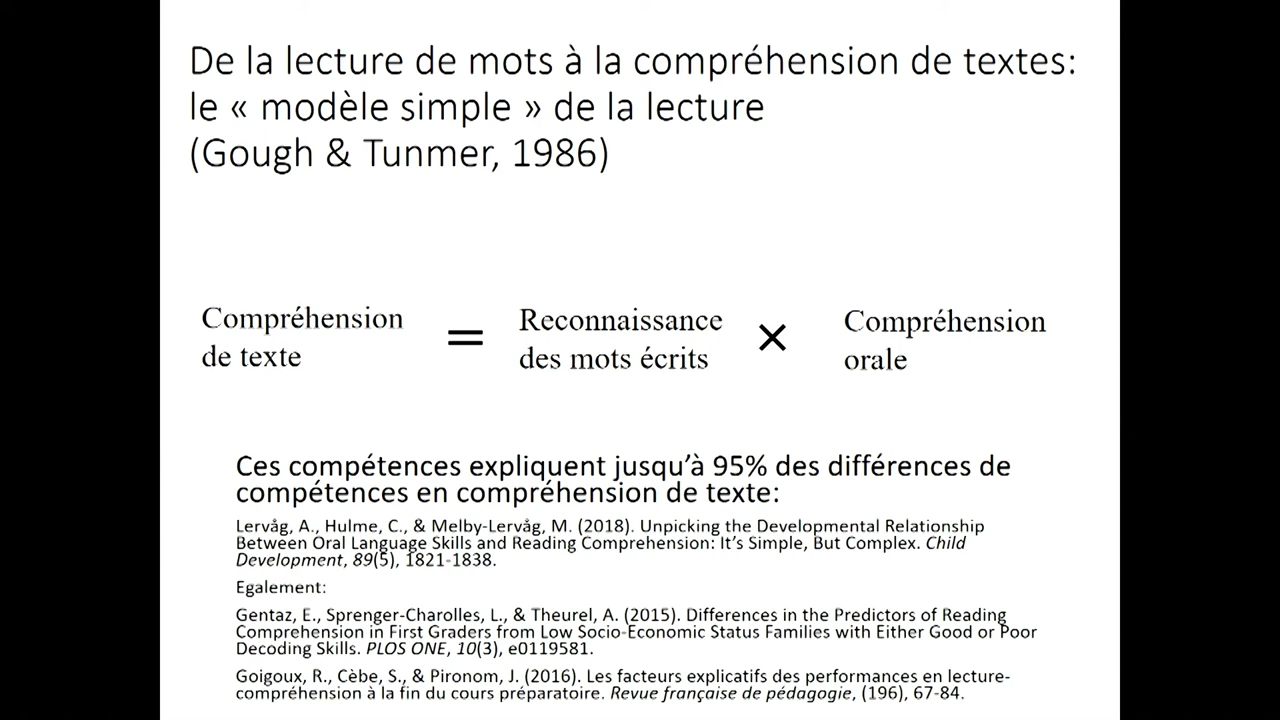 De la lecture de mots à la compréhension de textes:
le « modèle simple » de la lecture
(Gough & Tunmer, 1986)
Compréhension
de texte
=
Reconnaissance
des mots écrits
×
Compréhension
orale
Ces compétences expliquent jusqu’à 95% des différences de
compétences en compréhension de texte:
Lervåg, A., Hulme, C., & Melby-Lervåg, M. (2018). Unpicking the Developmental Relationship
Between Oral Language Skills and Reading Comprehension: It’s Simple, But Complex. Child
Development, 89(5), 1821-1838.
Egalement:
Gentaz, E., Sprenger-Charolles, L., & Theurel, A. (2015). Differences in the Predictors of Reading
Comprehension in First Graders from Low Socio-Economic Status Families with Either Good or Poor
Decoding Skills. PLOS ONE, 10(3), e0119581.
Goigoux, R., Cèbe, S., & Pironom, J. (2016). Les facteurs explicatifs des performances en lecture-
compréhension à la fin du cours préparatoire. Revue française de pédagogie, (196), 67-84.